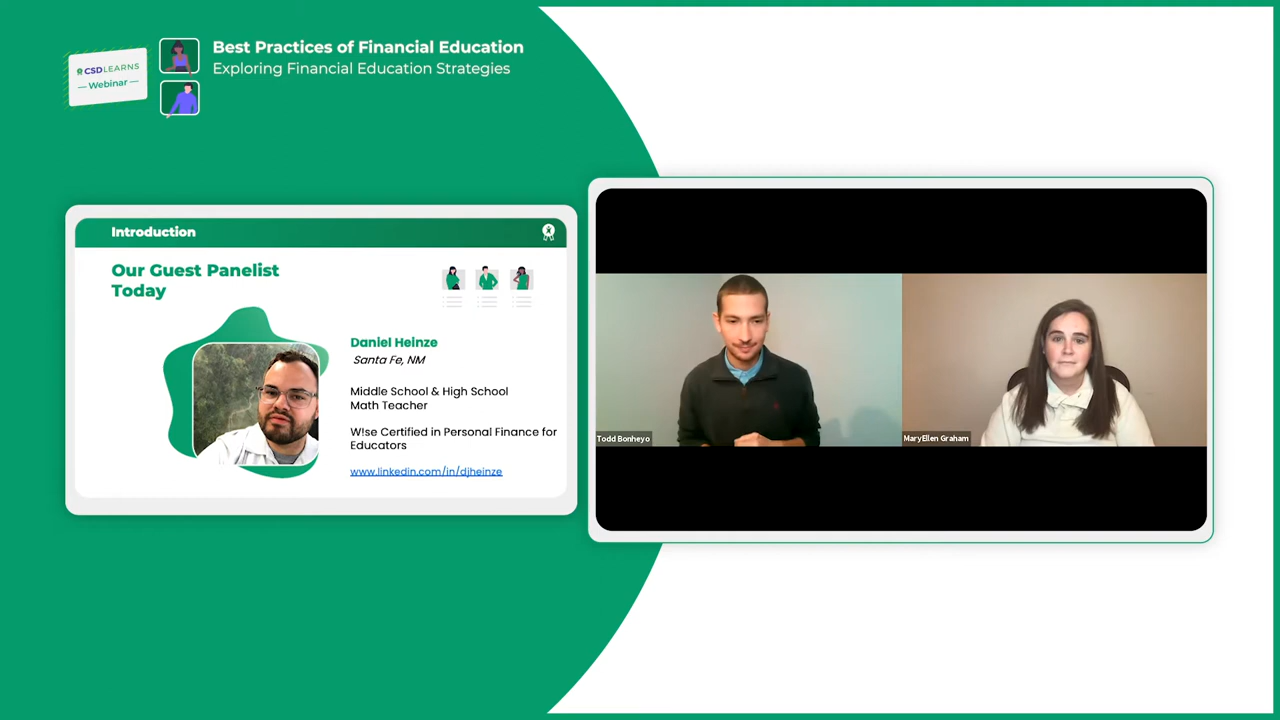 CSDLEARNS
— Webinar —
Best Practices of Financial Education
Exploring Financial Education Strategies
Introduction
Our Guest Panelist
Today
Daniel Heinze
Santa Fe, NM
Middle School & High School
Math Teacher
W!se Certified in Personal Finance for
Educators
www.linkedin.com/in/djheinze
Todd Bonheyo
MaryEllen Graham